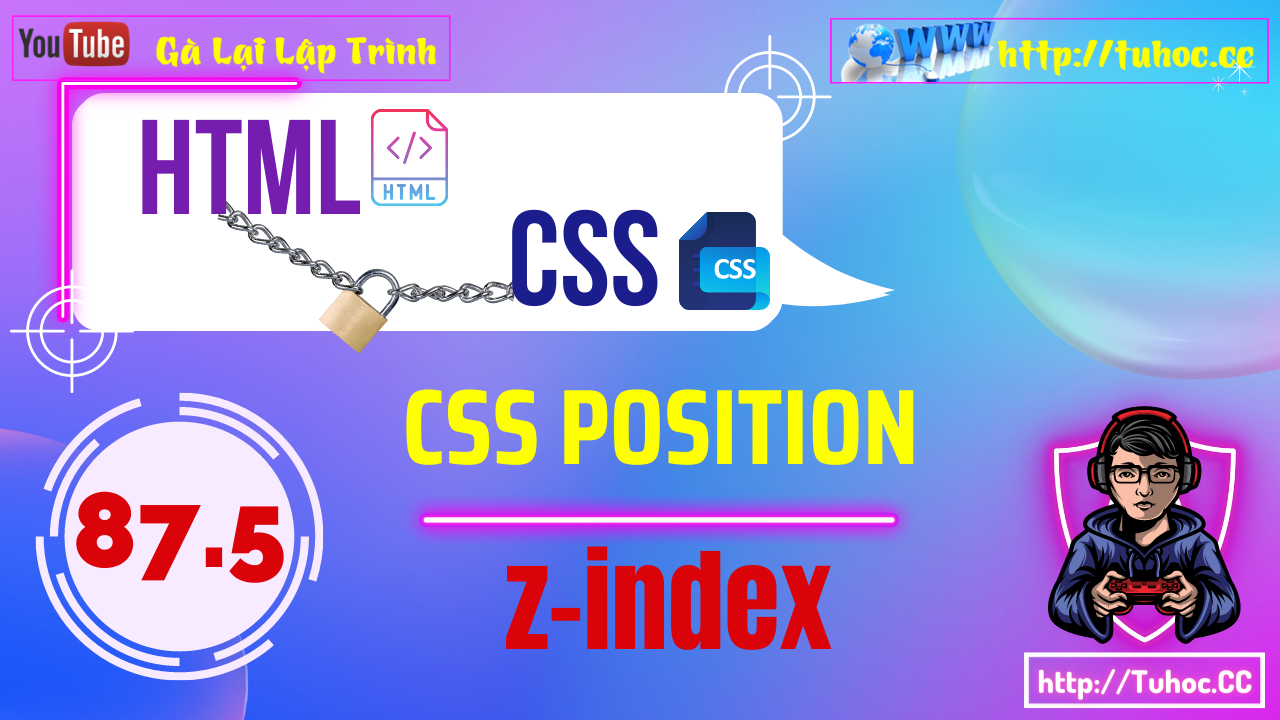 YouTube
Gà Lại Lập Trình
WWW
http://tuhoc.cc
HTML
</>
HTML
CSS
CSS
CSS POSITION
87.5
z-index
http://Tuhoc.CC